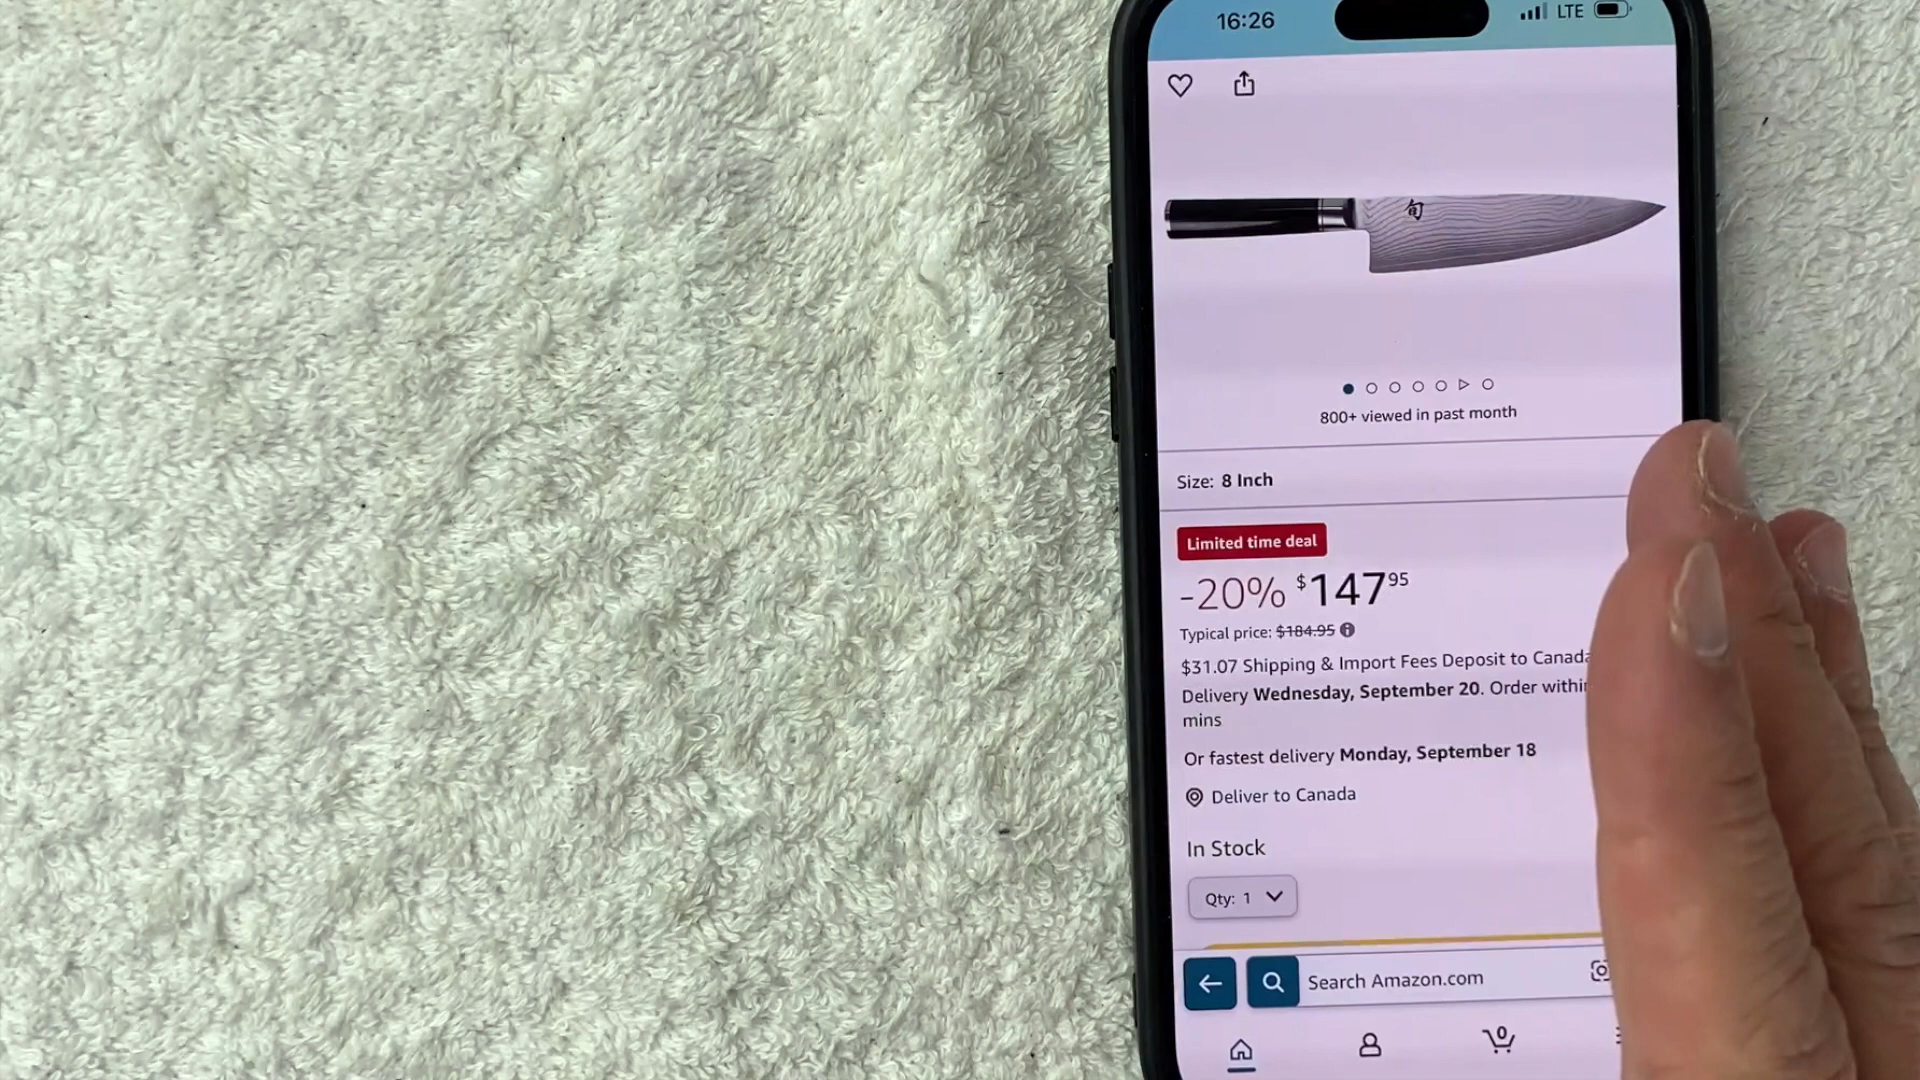 16:26
LTE
旬
800+ viewed in past month
Size: 8 Inch
Limited time deal
-20% $147 95
Typical price: $184.95
$31.07 Shipping & Import Fees Deposit to Canada
Delivery Wednesday, September 20. Order within
mins
Or fastest delivery Monday, September 18
Deliver to Canada
In Stock
Qty: 1
Search Amazon.com
0